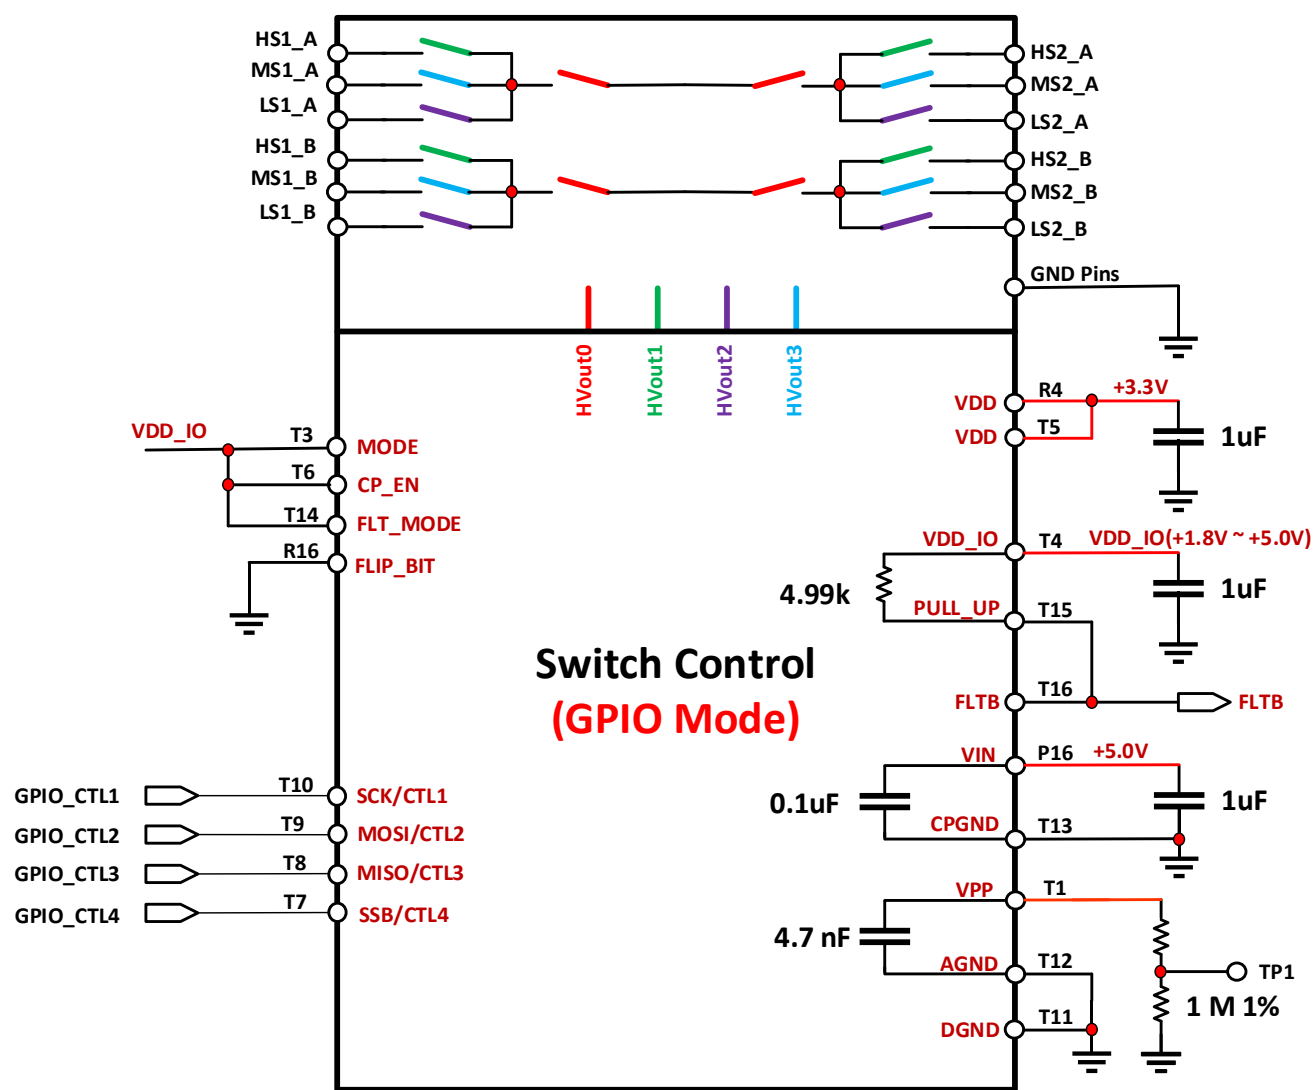 HS1_A
MS1_A
LS1_A
HS1_B
MS1_B
LS1_B
HS2_A
MS2_A
LS2_A
HS2_B
MS2_B
LS2_B
GND Pins
HVout0
HVout1
HVout2
HVout3
VDD_IO
T3
MODE
T6
CP_EN
T14
FLT_MODE
R16
FLIP_BIT
VDD
R4
+3.3V
VDD
T5
1uF
VDD_IO
T4
VDD_IO(+1.8V ~ +5.0V)
4.99k
1uF
PULL_UP
T15
Switch Control
(GPIO Mode)
FLTB
T16
FLTB
VIN
P16
+5.0V
0.1uF
1uF
CPGND
T13
GPIO_CTL1
T10
SCK/CTL1
GPIO_CTL2
T9
MOSI/CTL2
GPIO_CTL3
T8
MISO/CTL3
GPIO_CTL4
T7
SSB/CTL4
VPP
T1
4.7 nF
AGND
T12
TP1
1 M 1%
DGND
T11